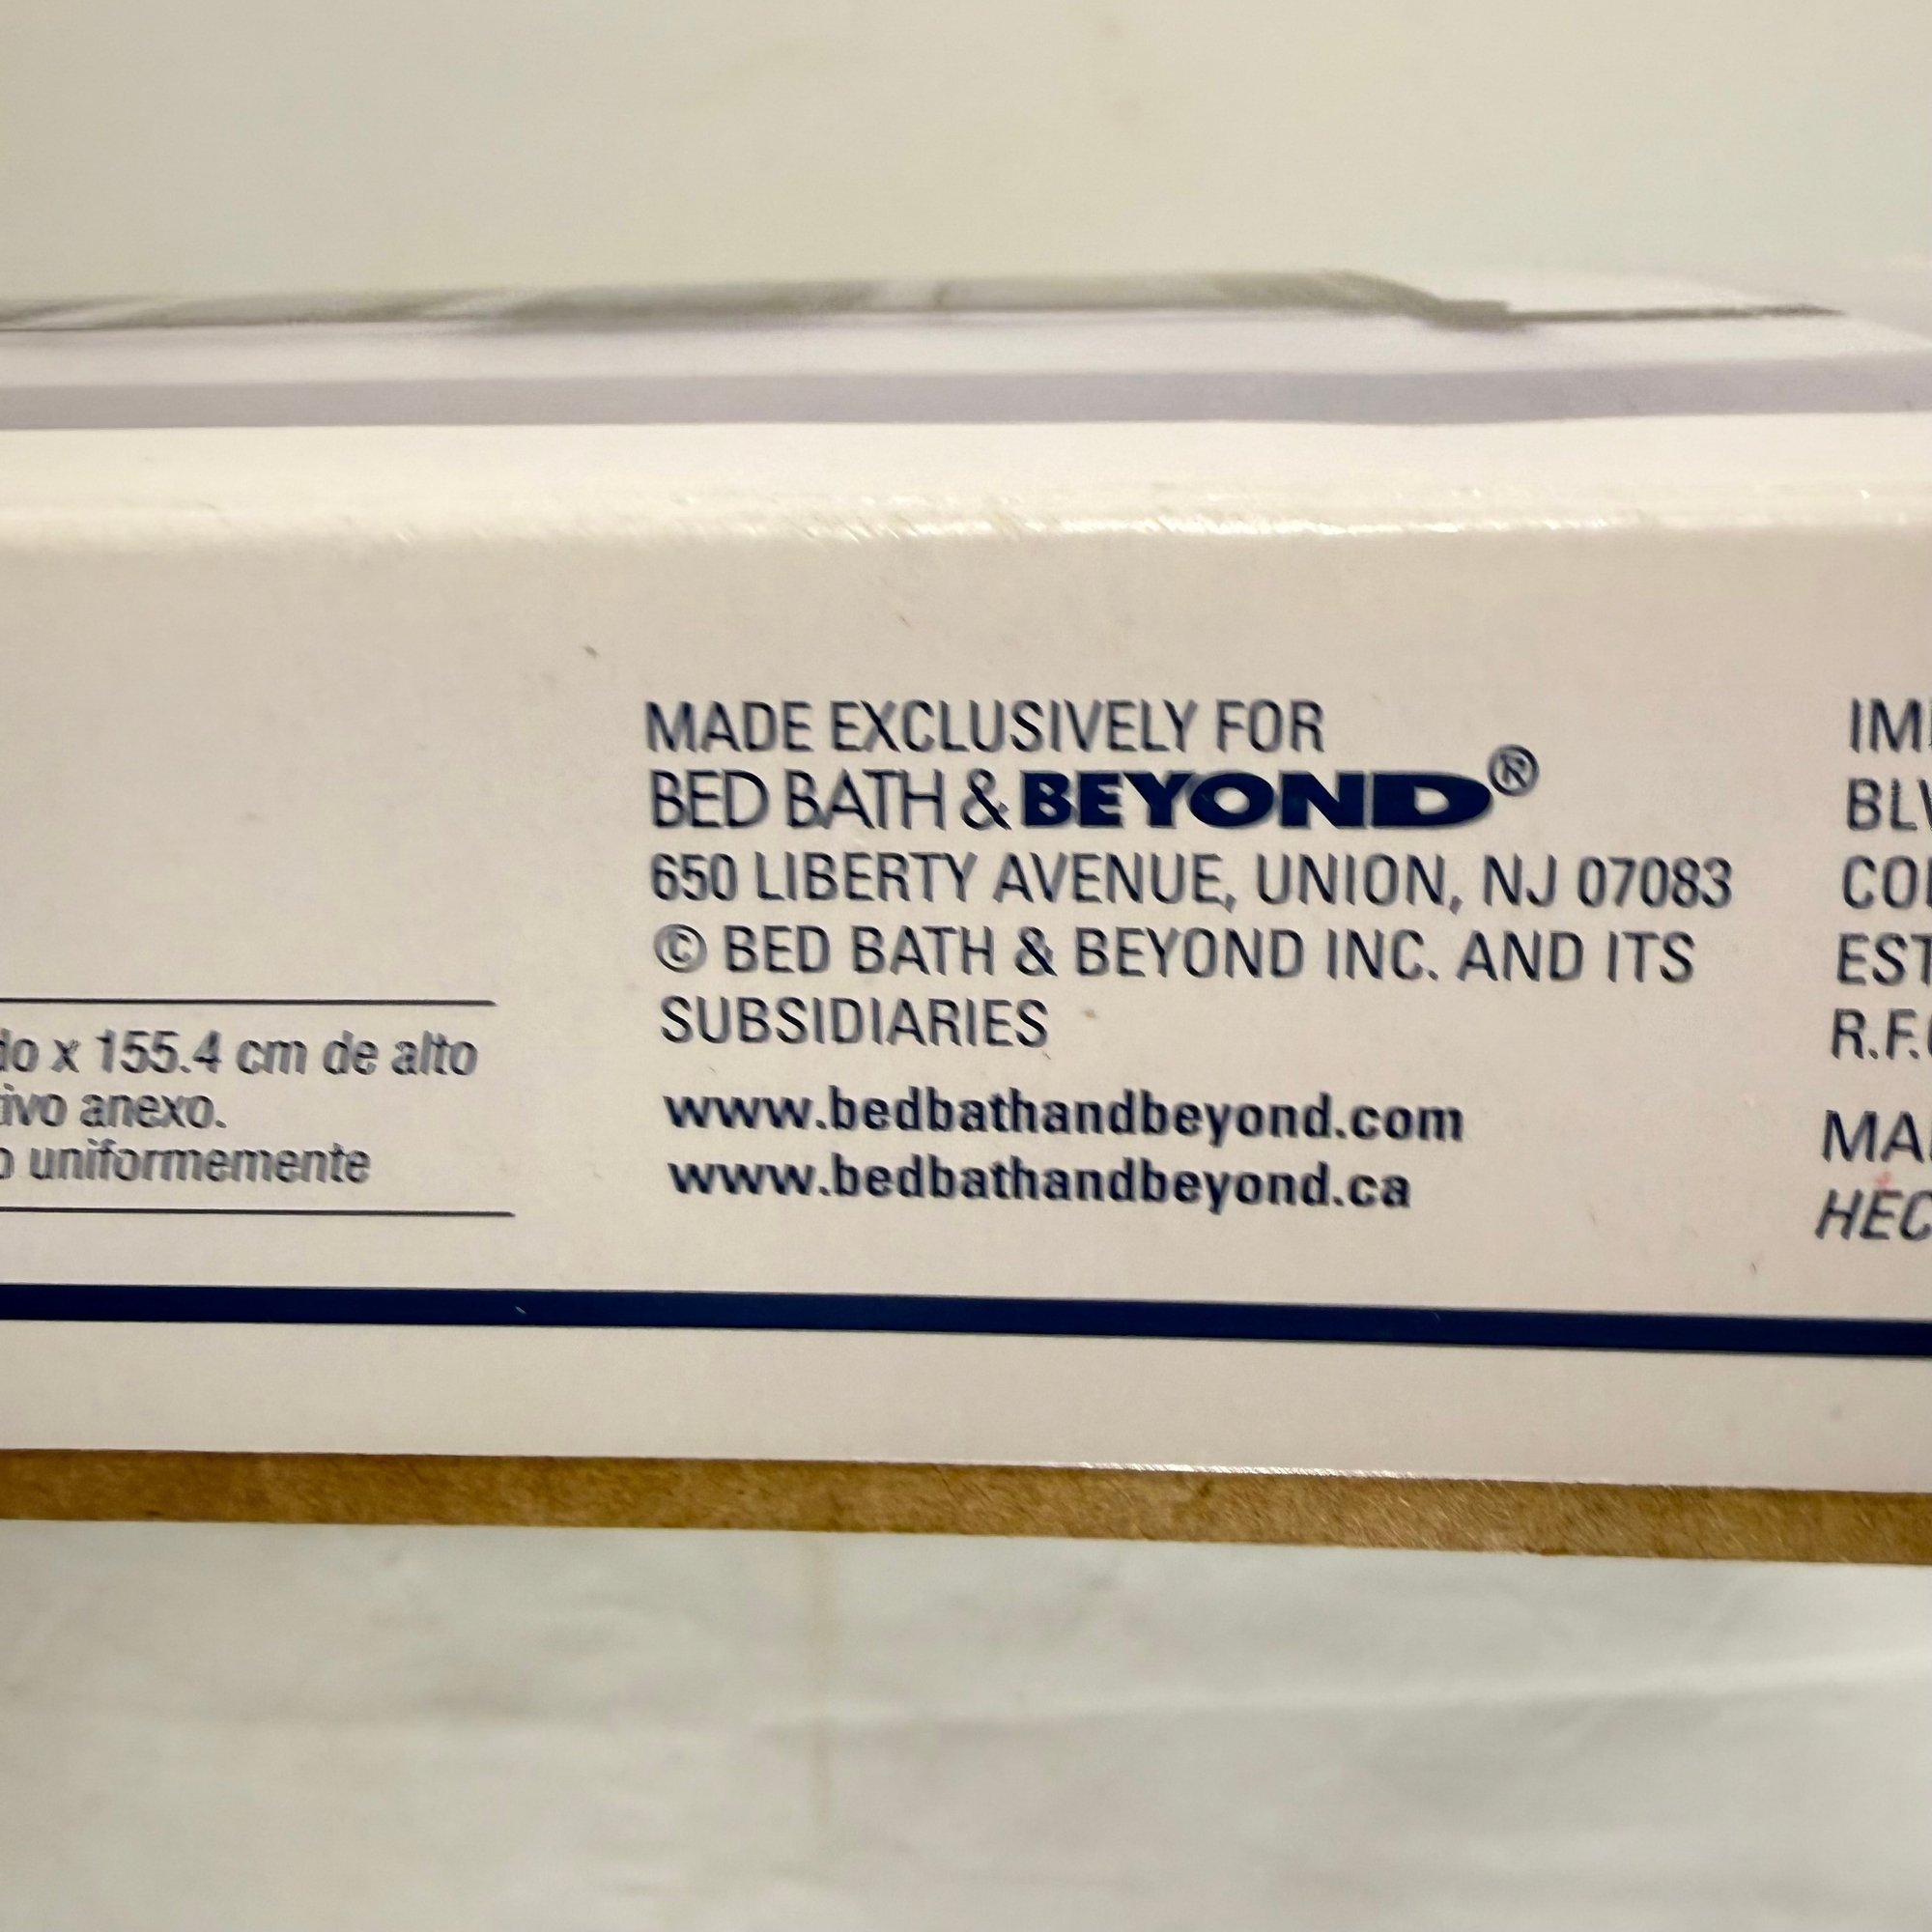 x 155.4 cm de alto
anexo.
uniformemente
MADE EXCLUSIVELY FOR
BED BATH & BEYOND®
650 LIBERTY AVENUE, UNION, NJ 07083
© BED BATH & BEYOND INC. AND ITS
SUBSIDIARIES
www.bedbathandbeyond.com
www.bedbathandbeyond.ca